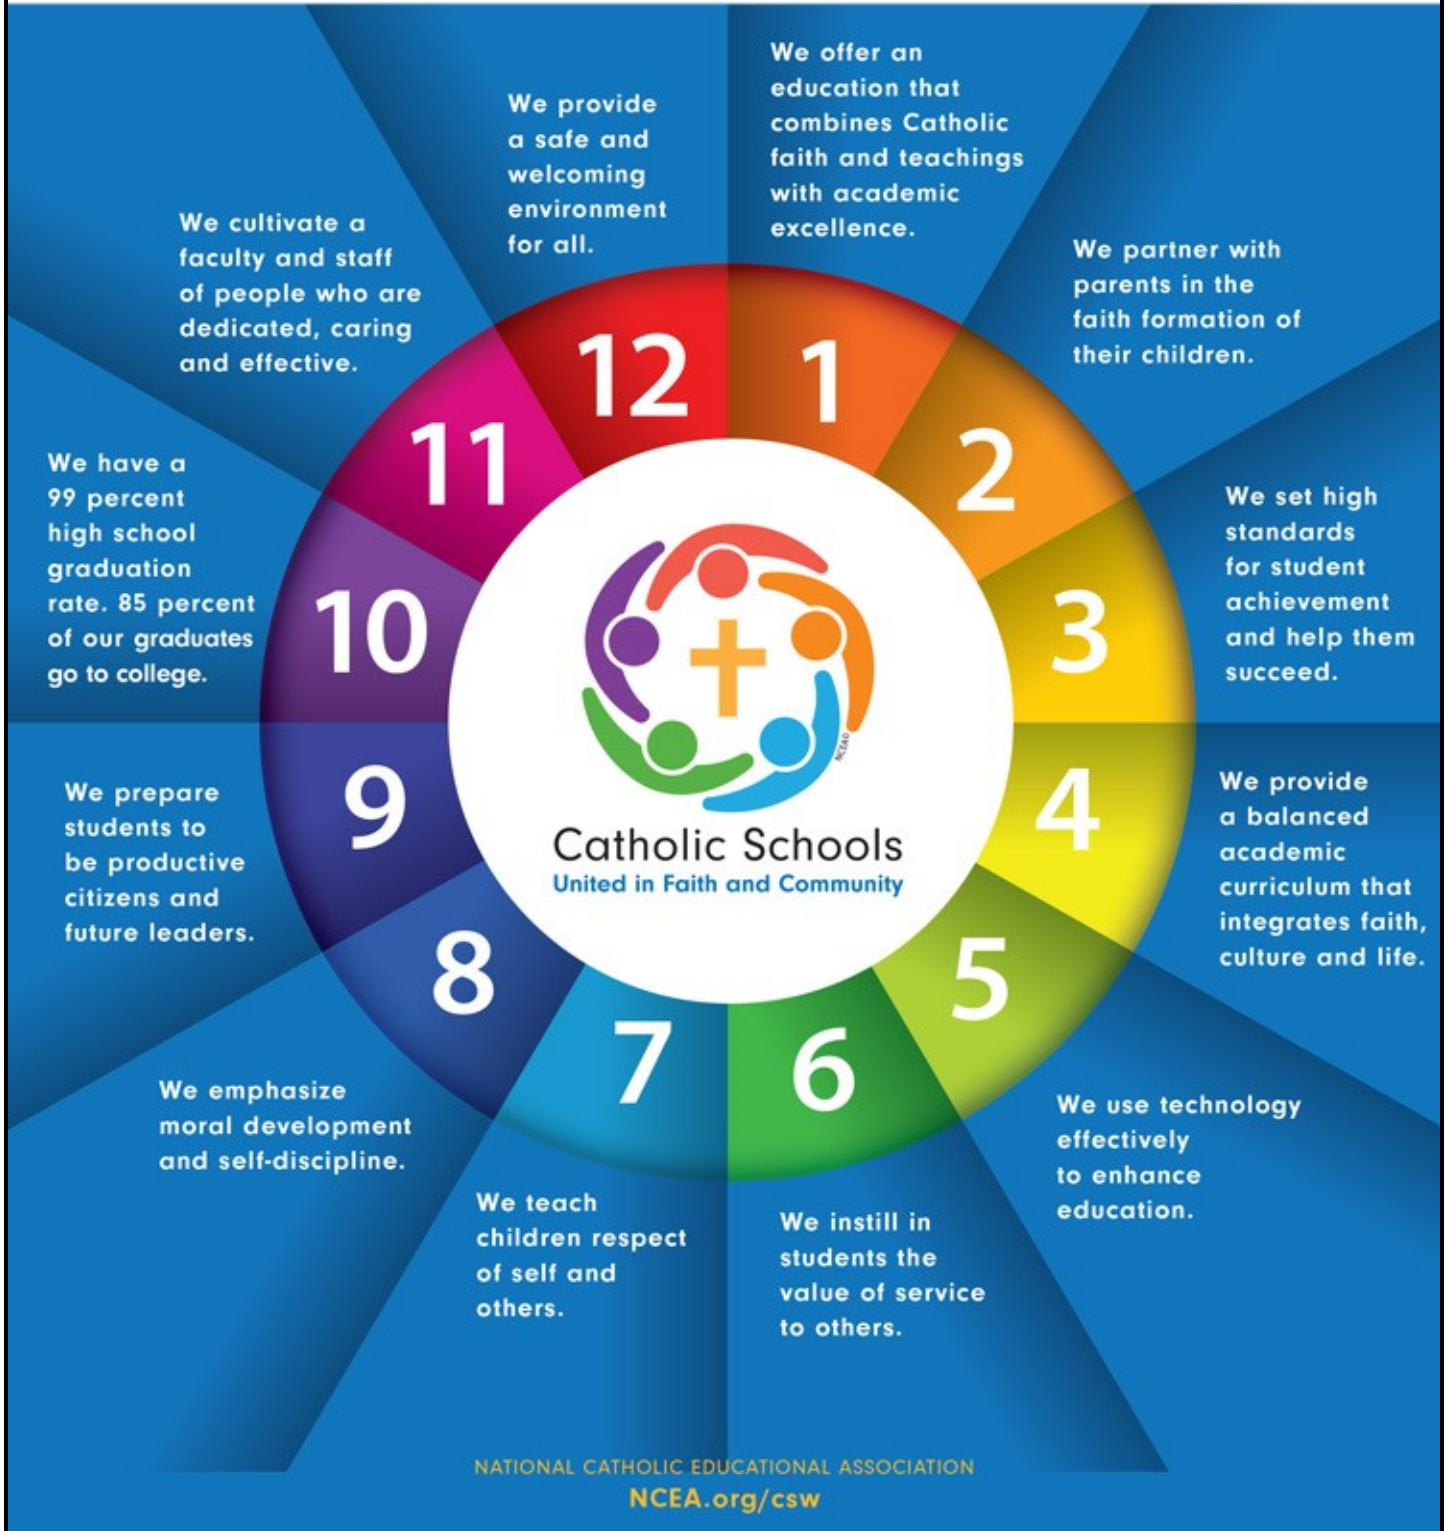 1
We offer an
education that
combines Catholic
faith and teachings
with academic
excellence.
2
We partner with
parents in the
faith formation of
their children.
3
We set high
standards
for student
achievement
and help them
succeed.
4
We provide
a balanced
academic
curriculum that
integrates faith,
culture and life.
5
We use technology
effectively
to enhance
education.
6
We instill in
students the
value of service
to others.
7
We teach
children respect
of self and
others.
8
We emphasize
moral development
and self-discipline.
9
We prepare
students to
be productive
citizens and
future leaders.
10
We have a
99 percent
high school
graduation
rate. 85 percent
of our graduates
go to college.
11
We cultivate a
faculty and staff
of people who are
dedicated, caring
and effective.
12
We provide
a safe and
welcoming
environment
for all.
NCEA©
Catholic Schools
United in Faith and Community
NATIONAL CATHOLIC EDUCATIONAL ASSOCIATION
NCEA.org/csw